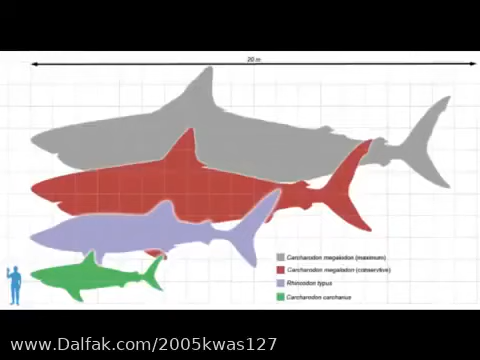 20 m
Carcharodon megalodon (maximum)
Carcharodon megalodon (conservative)
Rhincodon typus
Carcharodon carcharias
www.Dalfak.com/2005kwas127